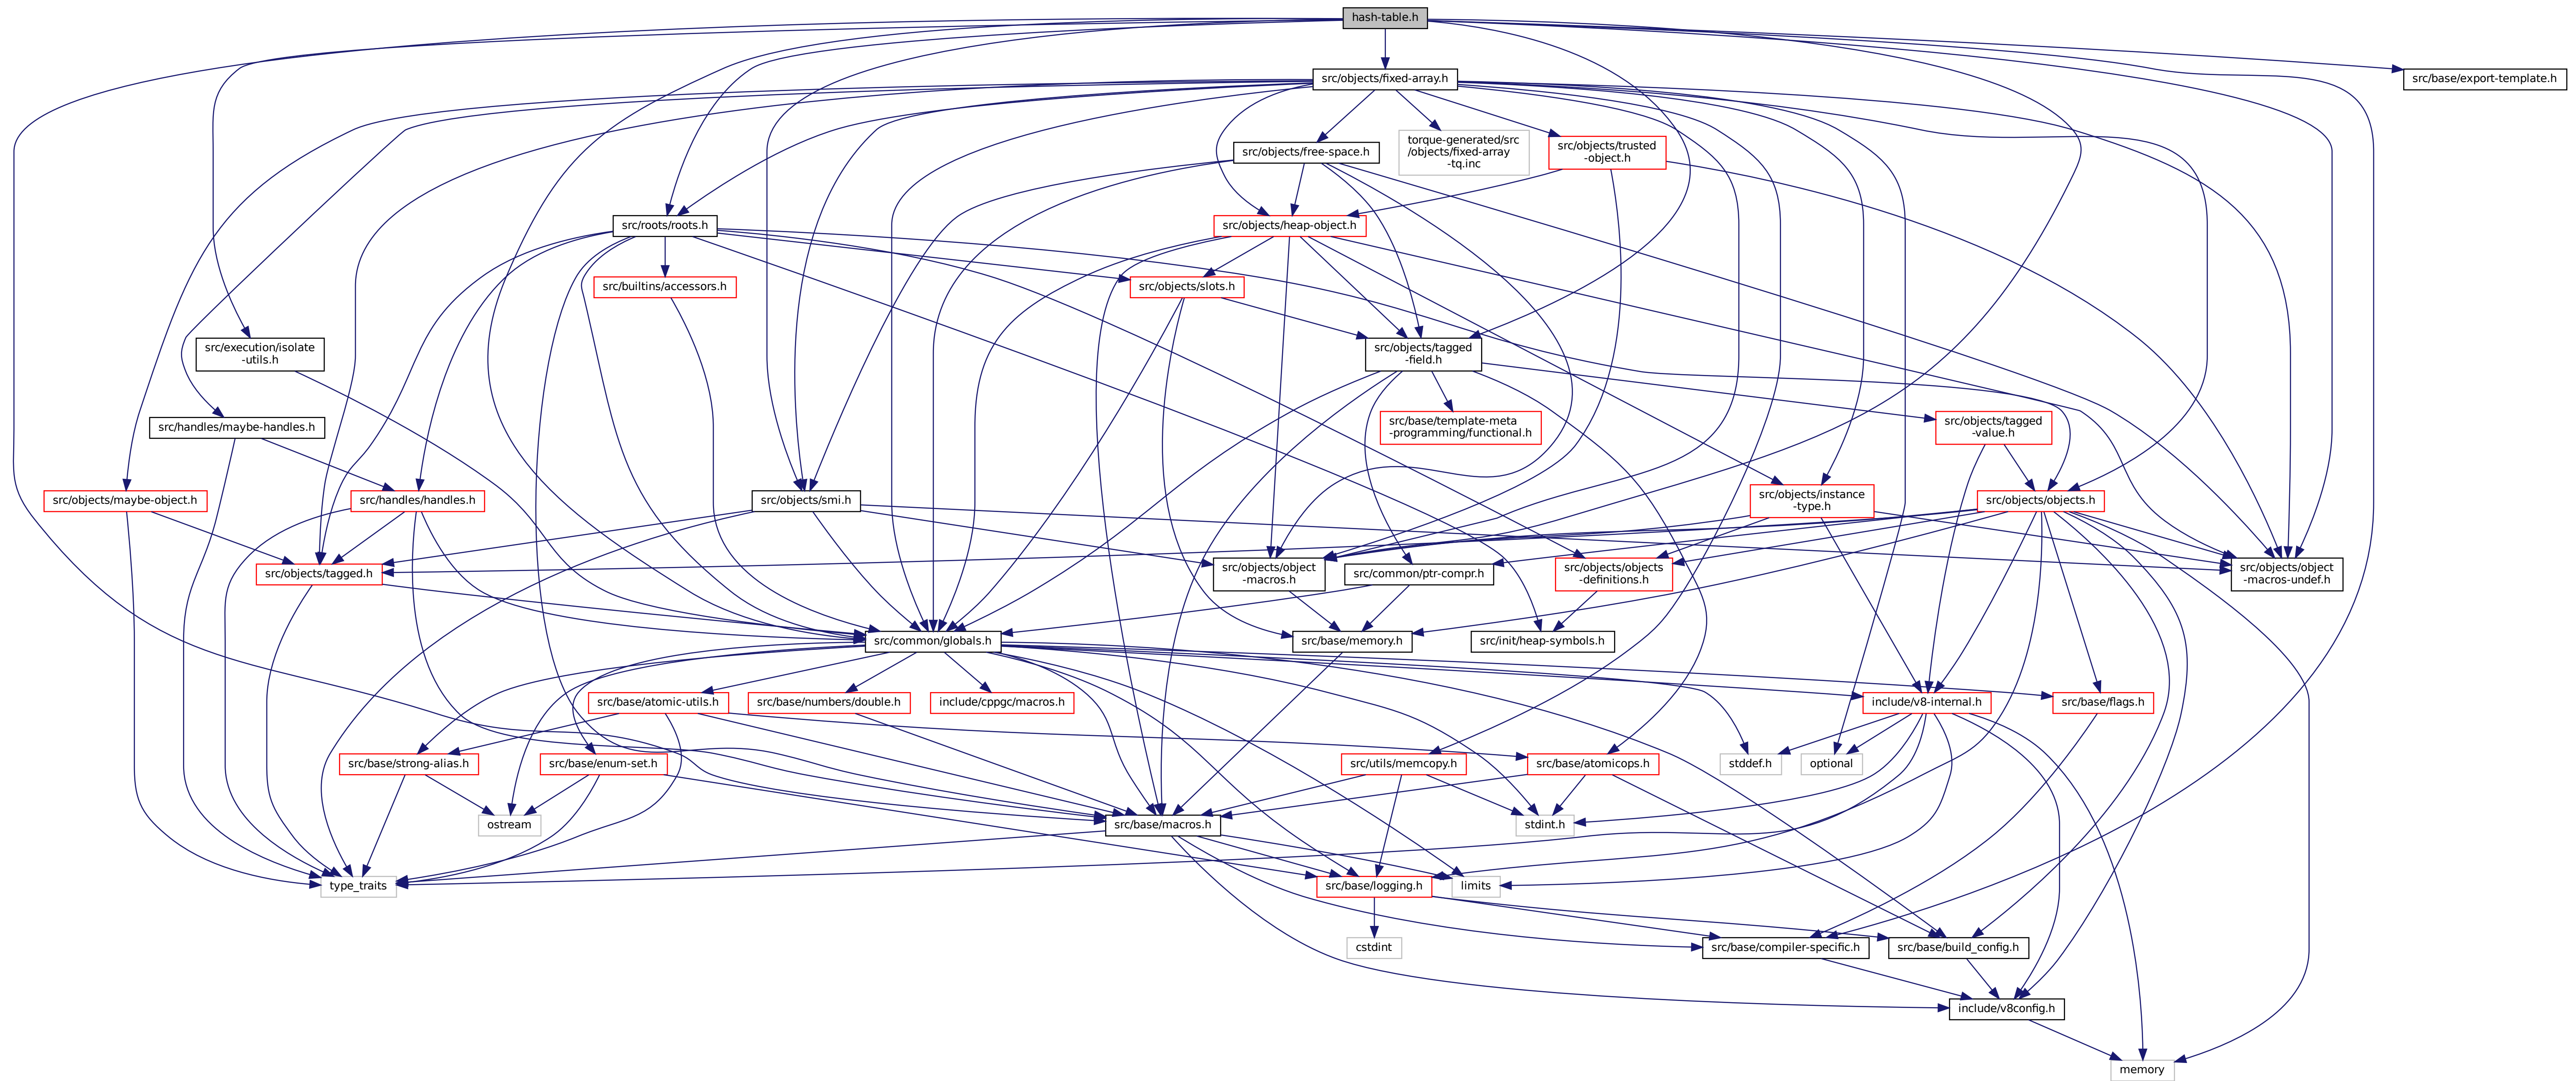 hash-table.h
src/objects/fixed-array.h
src/base/export-template.h
torque-generated/src
/objects/fixed-array
-tq.inc
src/objects/trusted
-object.h
src/objects/free-space.h
src/roots/roots.h
src/objects/heap-object.h
src/builtins/accessors.h
src/objects/slots.h
src/execution/isolate
-utils.h
src/objects/tagged
-field.h
src/handles/maybe-handles.h
src/base/template-meta
-programming/functional.h
src/objects/tagged
-value.h
src/objects/maybe-object.h
src/handles/handles.h
src/objects/smi.h
src/objects/instance
-type.h
src/objects/objects.h
src/objects/tagged.h
src/objects/object
-macros.h
src/common/ptr-compr.h
src/objects/objects
-definitions.h
src/objects/object
-macros-undef.h
src/common/globals.h
src/base/memory.h
src/init/heap-symbols.h
src/base/atomic-utils.h
src/base/numbers/double.h
include/cppgc/macros.h
include/v8-internal.h
src/base/flags.h
src/base/strong-alias.h
src/base/enum-set.h
src/utils/memcopy.h
src/base/atomicops.h
stddef.h
optional
ostream
src/base/macros.h
stdint.h
type_traits
src/base/logging.h
limits
cstdint
src/base/compiler-specific.h
src/base/build_config.h
include/v8config.h
memory